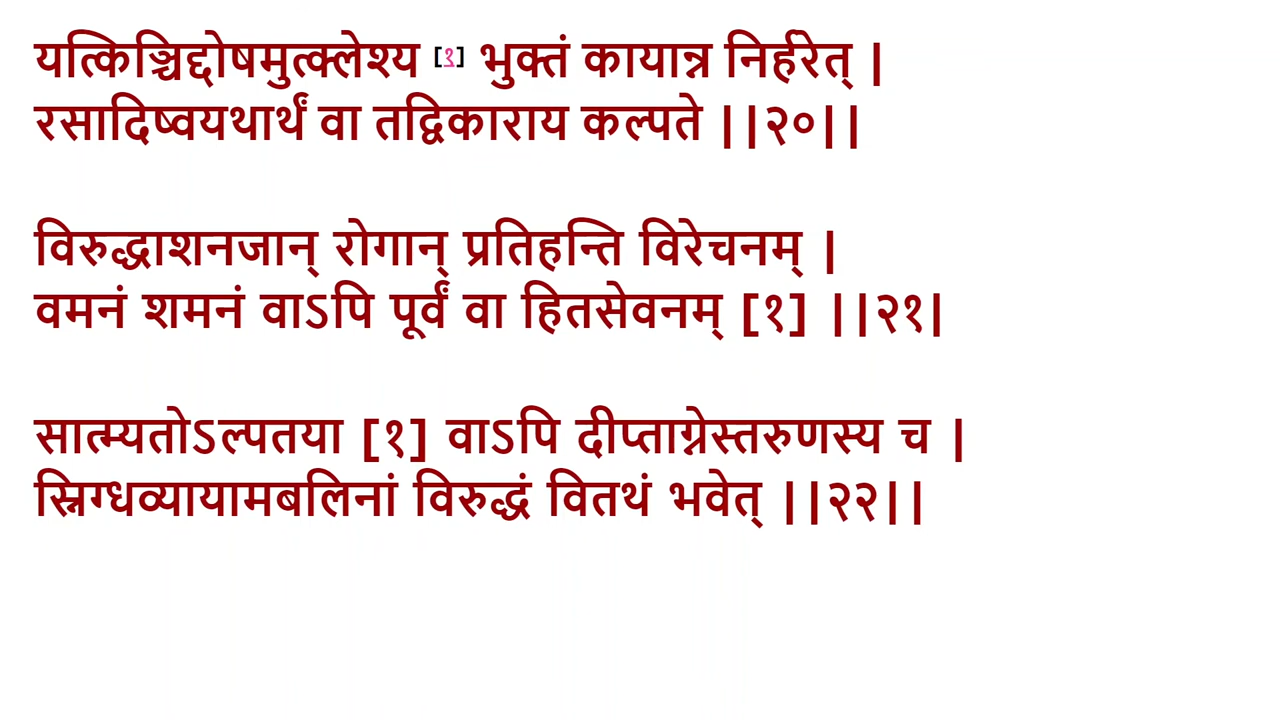 यत्किञ्चिद्दोषमुत्क्लेश्य [१] भुक्तं कायान्न निर्हरेत् |
रसादिष्वयथार्थं वा तद्विकाराय कल्पते ||२०||
विरुद्धाशनजान् रोगान् प्रतिहन्ति विरेचनम् |
वमनं शमनं वाऽपि पूर्वं वा हितसेवनम् [१] ||२१|
सात्म्यतोऽल्पतया [१] वाऽपि दीप्ताग्नेस्तरुणस्य च |
स्निग्धव्यायामबलिनां विरुद्धं वितथं भवेत् ||२२||